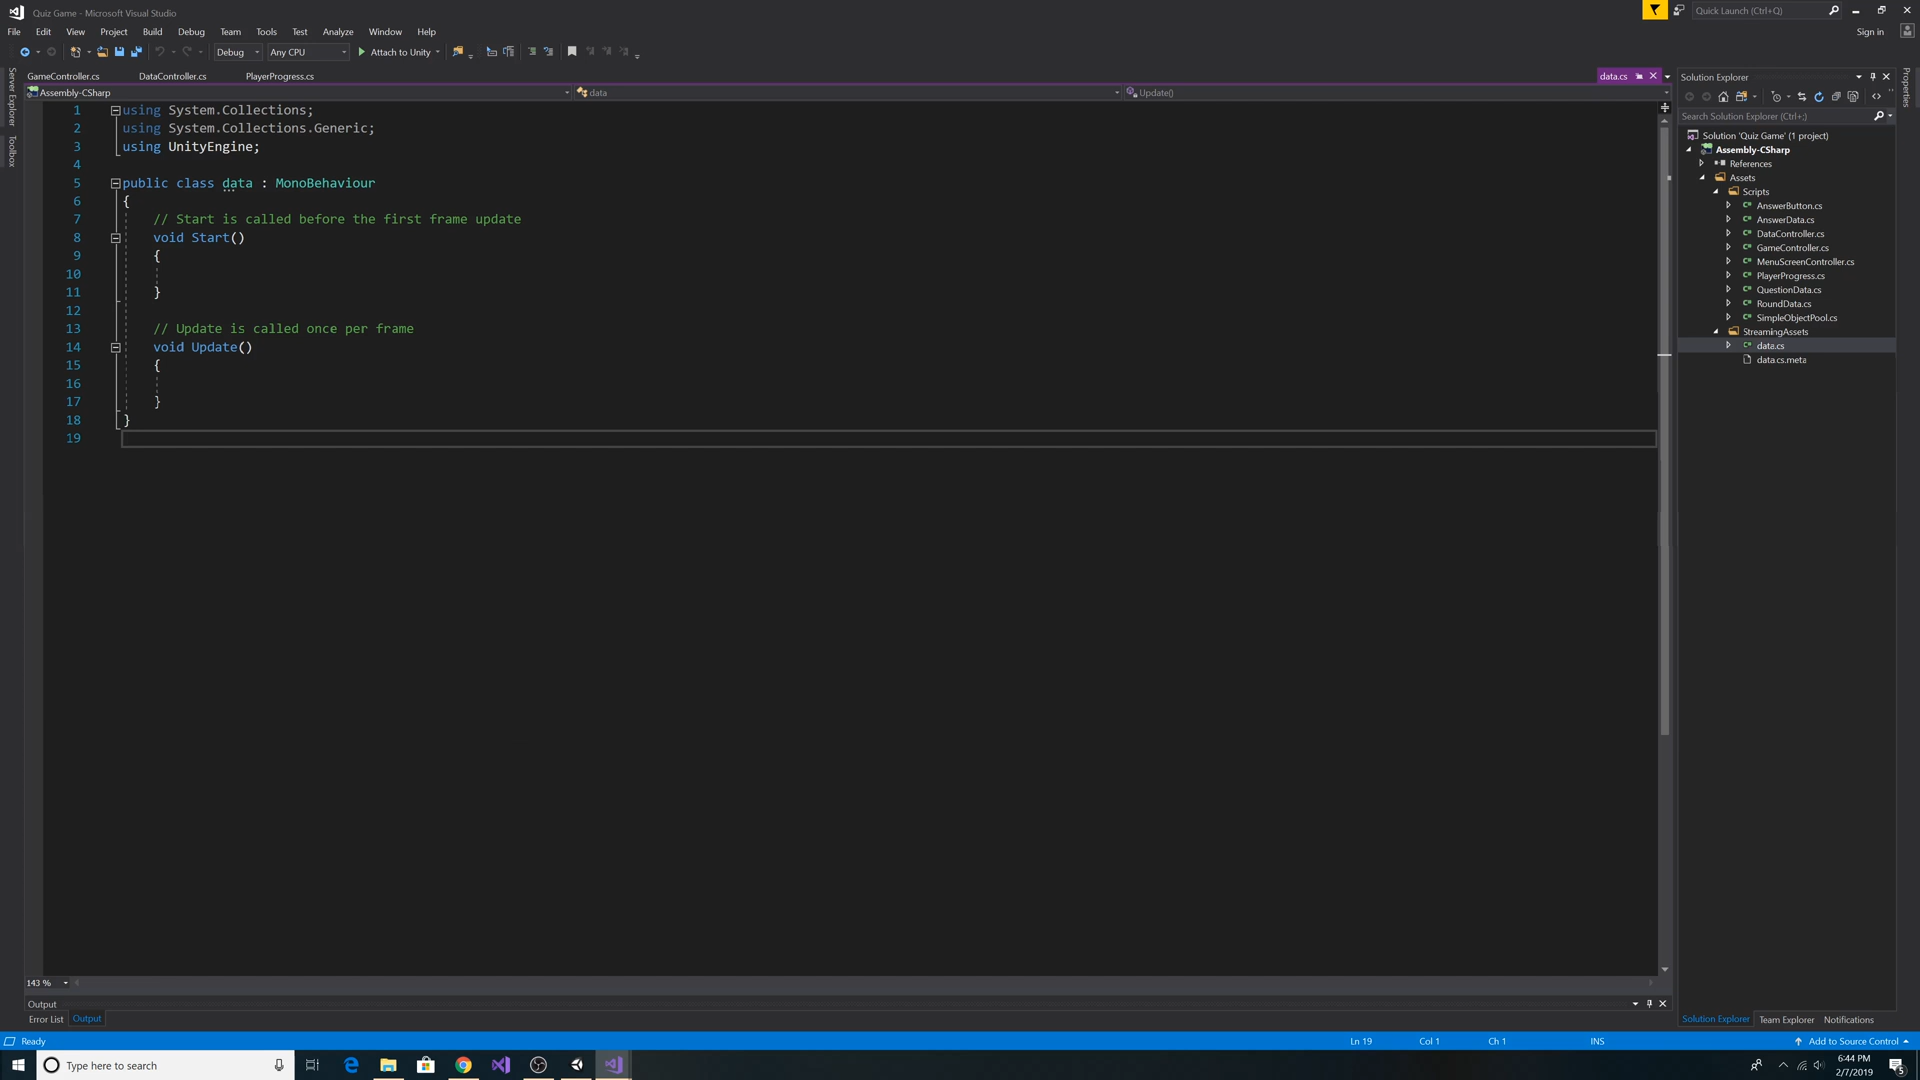 Quiz Game - Microsoft Visual Studio
Quick Launch (Ctrl+Q)
File Edit View Project Build Debug Team Tools Test Analyze Window Help
Sign in
Debug Any CPU Attach to Unity
GameController.cs DataController.cs PlayerProgress.cs data.cs
Assembly-CSharp data Update()
Server Explorer
Toolbox
1 using System.Collections;
2 using System.Collections.Generic;
3 using UnityEngine;
4
5 public class data : MonoBehaviour
6 {
7 // Start is called before the first frame update
8 void Start()
9 {
10
11 }
12
13 // Update is called once per frame
14 void Update()
15 {
16
17 }
18 }
19
143 %
Output
Error List Output
Solution Explorer
Search Solution Explorer (Ctrl+;)
Solution 'Quiz Game' (1 project)
Assembly-CSharp
References
Assets
Scripts
AnswerButton.cs
AnswerData.cs
DataController.cs
GameController.cs
MenuScreenController.cs
PlayerProgress.cs
QuestionData.cs
RoundData.cs
SimpleObjectPool.cs
StreamingAssets
data.cs
data.cs.meta
Solution Explorer Team Explorer Notifications
Properties
Ready Ln 19 Col 1 Ch 1 INS Add to Source Control
Type here to search
6:44 PM
2/7/2019
5